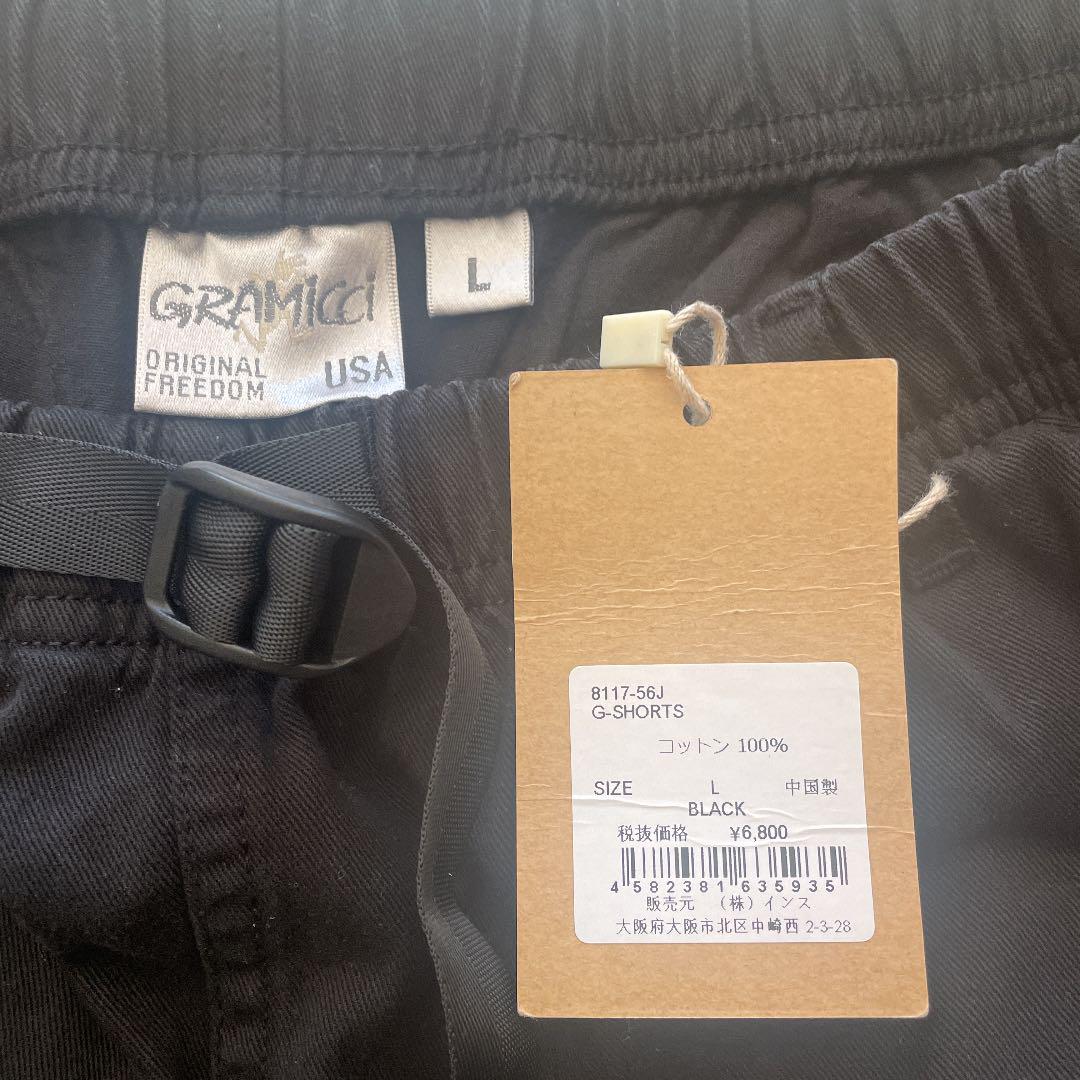 the
GRAMiCCi
ORIGINAL
FREEDOM
USA
L
8117-56J
G-SHORTS
コットン 100%
SIZE L 中国製
BLACK
税抜価格 ¥6,800
4 582381 635935
販売元 （株）インス
大阪府大阪市北区中崎西 2-3-28